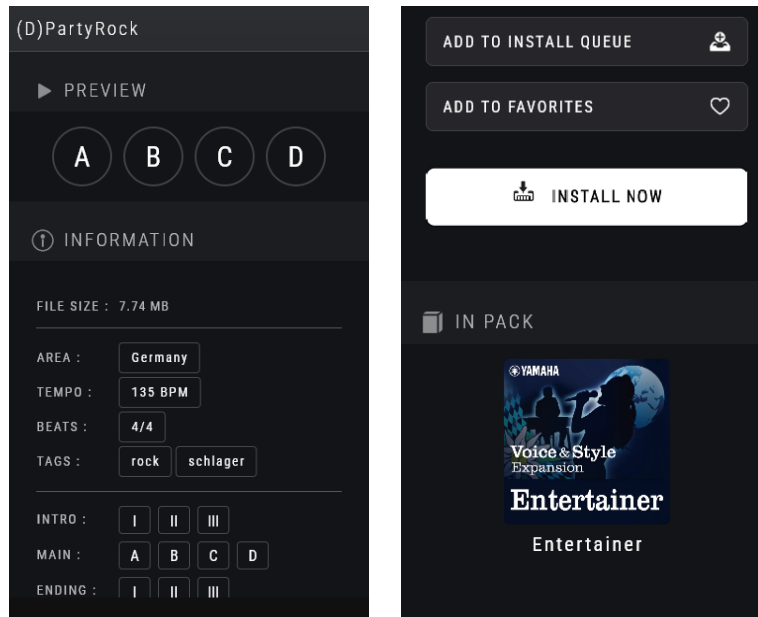 (D)PartyRock
PREVIEW
A B C D
INFORMATION
FILE SIZE : 7.74 MB
AREA : Germany
TEMPO : 135 BPM
BEATS : 4/4
TAGS : rock schlager
INTRO : I II III
MAIN : A B C D
ENDING : I II III
ADD TO INSTALL QUEUE
ADD TO FAVORITES
INSTALL NOW
IN PACK
YAMAHA
Voice & Style
Expansion
Entertainer
Entertainer